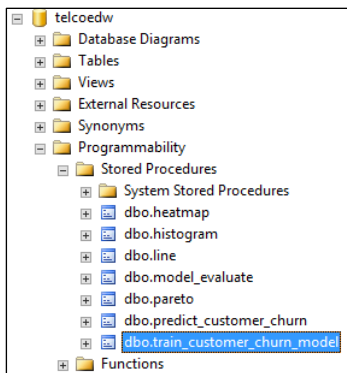 telcoedw
Database Diagrams
Tables
Views
External Resources
Synonyms
Programmability
Stored Procedures
System Stored Procedures
dbo.heatmap
dbo.histogram
dbo.line
dbo.model_evaluate
dbo.pareto
dbo.predict_customer_churn
dbo.train_customer_churn_model
Functions